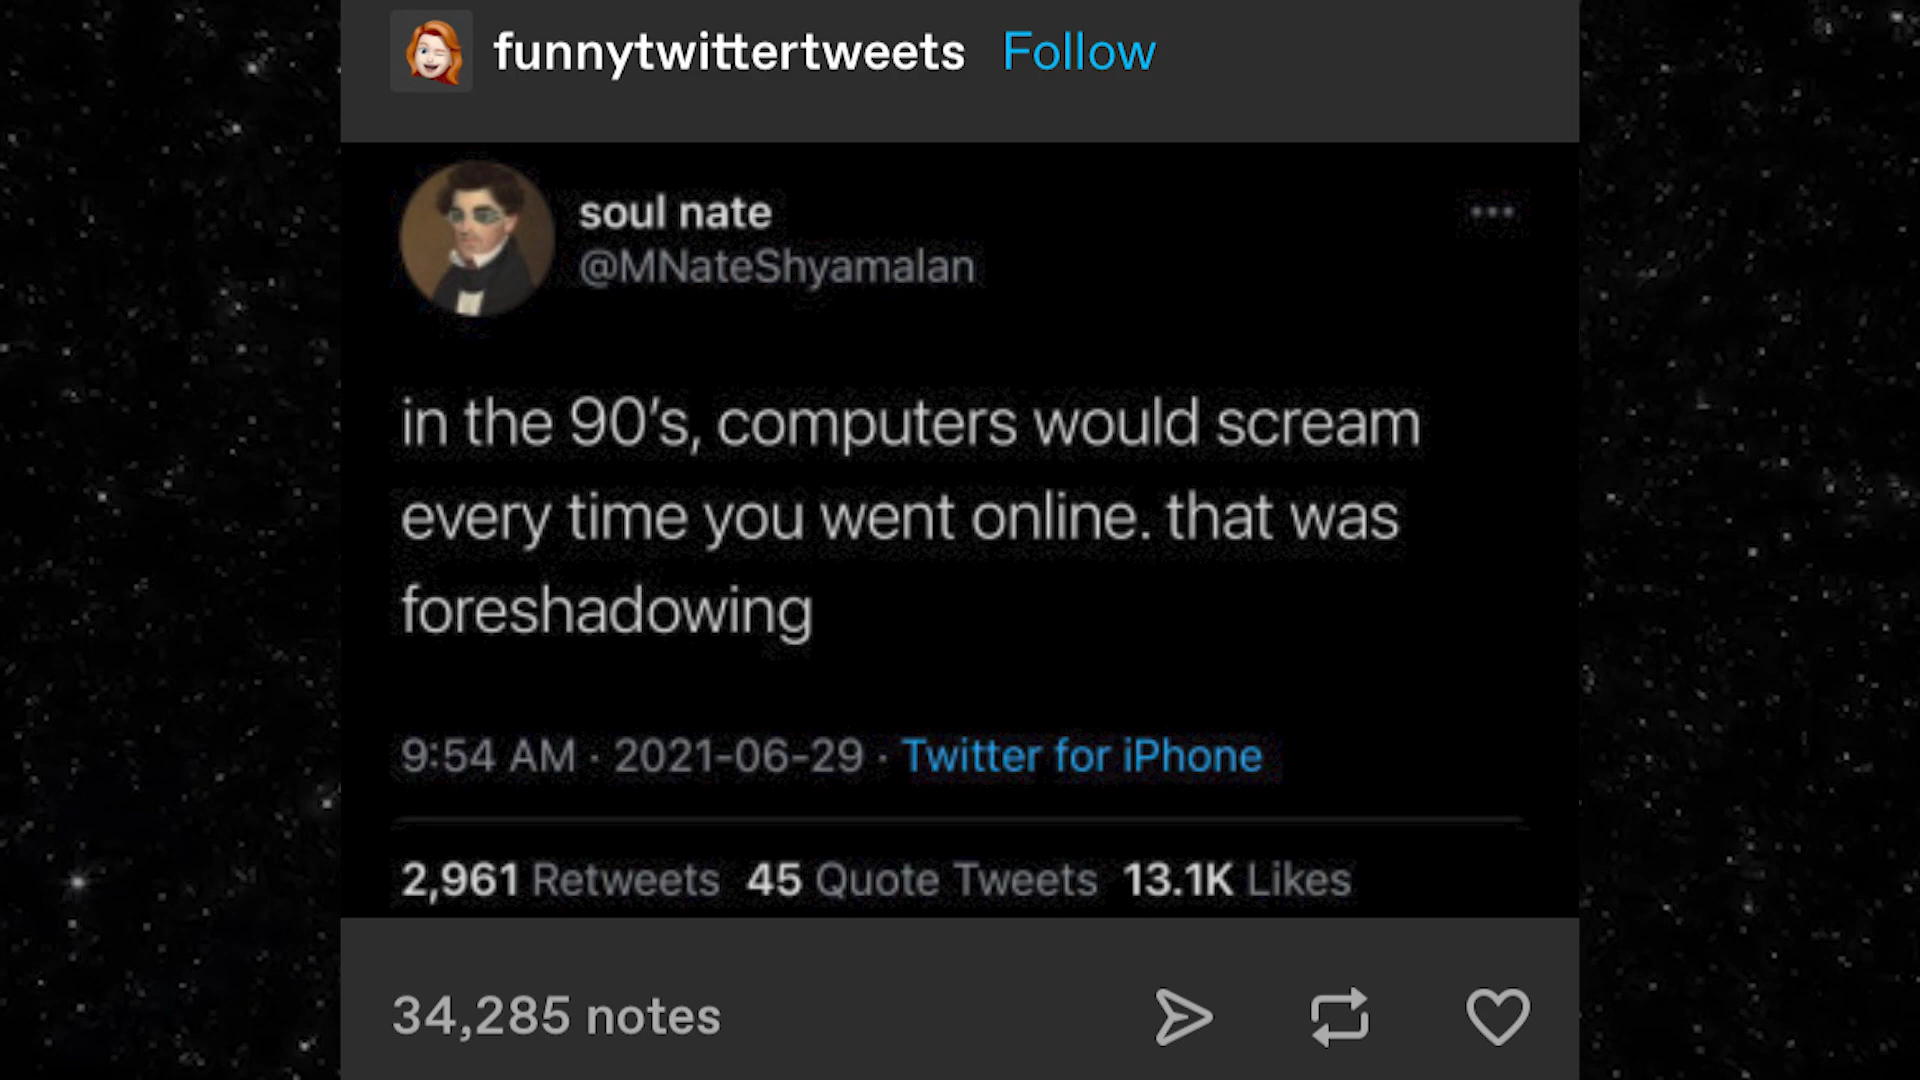 funnytwittertweets Follow
soul nate
@MNateShyamalan
in the 90's, computers would scream
every time you went online. that was
foreshadowing
9:54 AM · 2021-06-29 · Twitter for iPhone
2,961 Retweets 45 Quote Tweets 13.1K Likes
34,285 notes